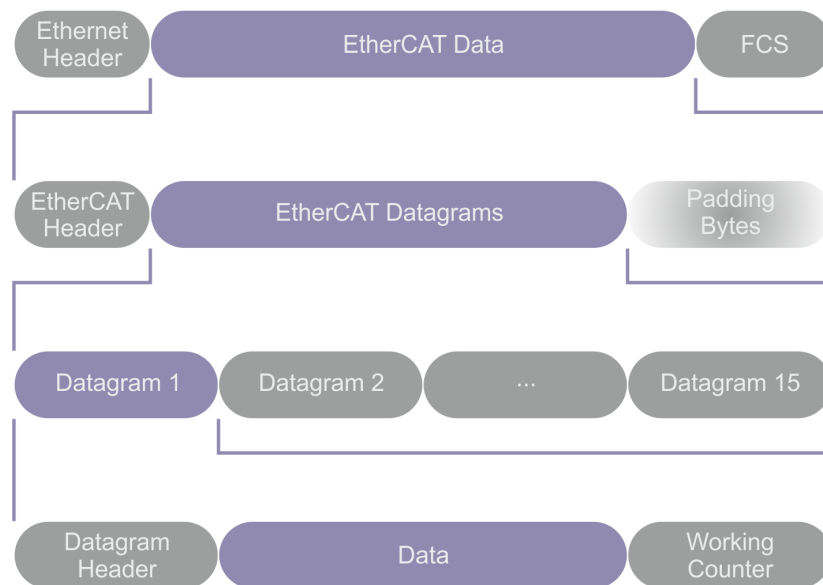 Ethernet
Header
EtherCAT Data
FCS
EtherCAT
Header
EtherCAT Datagrams
Padding
Bytes
Datagram 1
Datagram 2
...
Datagram 15
Datagram
Header
Data
Working
Counter